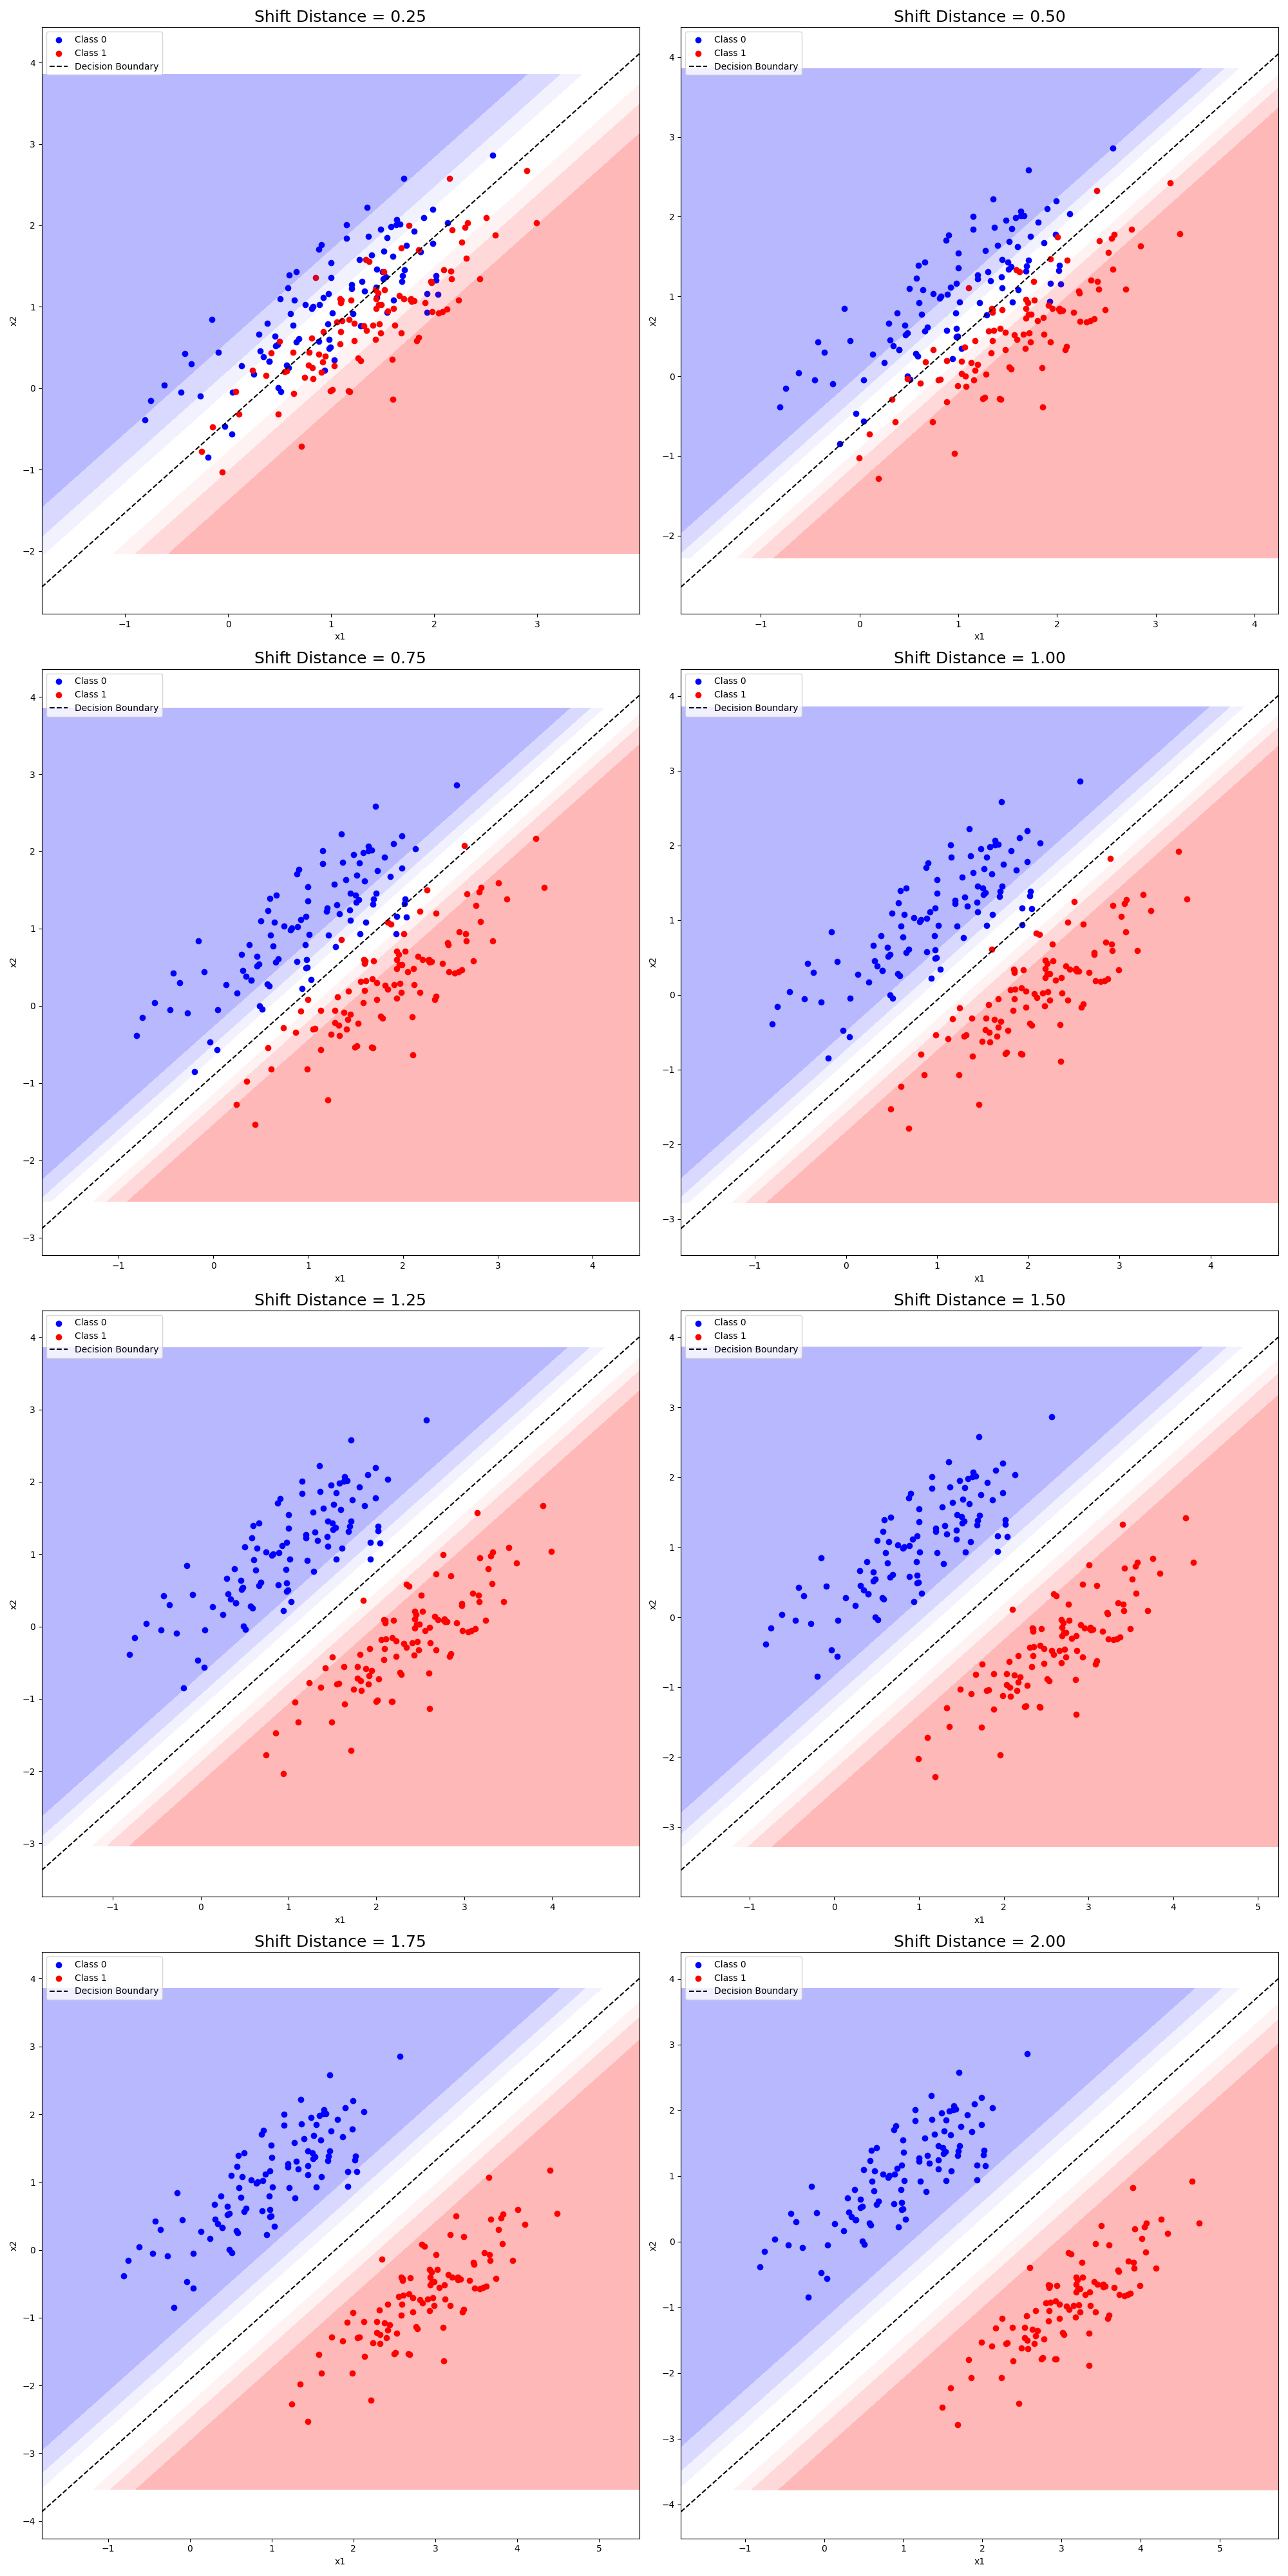 Shift Distance = 0.25
Class 0
Class 1
Decision Boundary
4
3
2
1
0
−1
−2
x2
−1
0
1
2
3
x1
Shift Distance = 0.50
Class 0
Class 1
Decision Boundary
4
3
2
1
0
−1
−2
x2
−1
0
1
2
3
4
x1
Shift Distance = 0.75
Class 0
Class 1
Decision Boundary
4
3
2
1
0
−1
−2
−3
x2
−1
0
1
2
3
4
x1
Shift Distance = 1.00
Class 0
Class 1
Decision Boundary
4
3
2
1
0
−1
−2
−3
x2
−1
0
1
2
3
4
x1
Shift Distance = 1.25
Class 0
Class 1
Decision Boundary
4
3
2
1
0
−1
−2
−3
x2
−1
0
1
2
3
4
x1
Shift Distance = 1.50
Class 0
Class 1
Decision Boundary
4
3
2
1
0
−1
−2
−3
x2
−1
0
1
2
3
4
5
x1
Shift Distance = 1.75
Class 0
Class 1
Decision Boundary
4
3
2
1
0
−1
−2
−3
−4
x2
−1
0
1
2
3
4
5
x1
Shift Distance = 2.00
Class 0
Class 1
Decision Boundary
4
3
2
1
0
−1
−2
−3
−4
x2
−1
0
1
2
3
4
5
x1